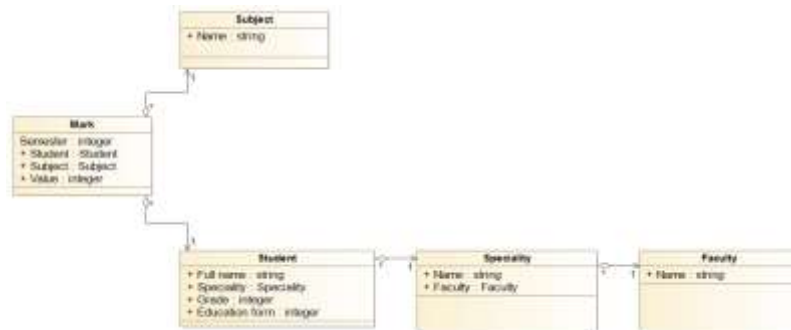 Subject
+ Name : string
1
*
Mark
Semester : integer
+ Student : Student
+ Subject : Subject
+ Value : integer
*
1
Student
+ Full name : string
+ Speciality : Speciality
+ Grade : integer
+ Education form : integer
1
Speciality
+ Name : string
+ Faculty : Faculty
1
Faculty
+ Name : string